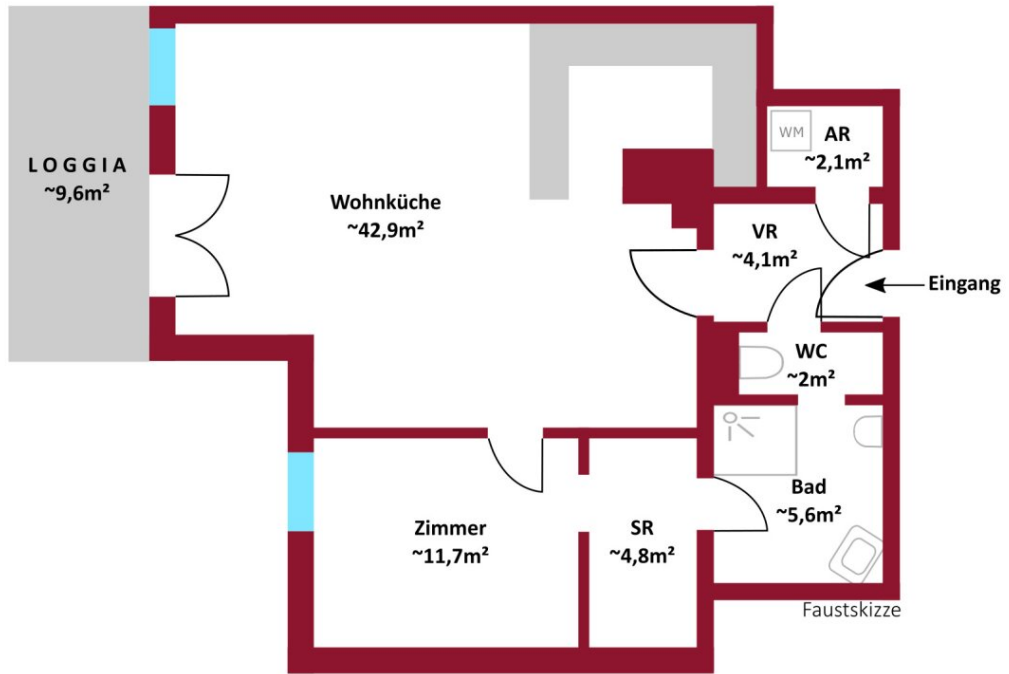 LOGGIA
~9,6m²
Wohnküche
~42,9m²
WM
AR
~2,1m²
VR
~4,1m²
Eingang
WC
~2m²
Bad
~5,6m²
Zimmer
~11,7m²
SR
~4,8m²
Faustskizze